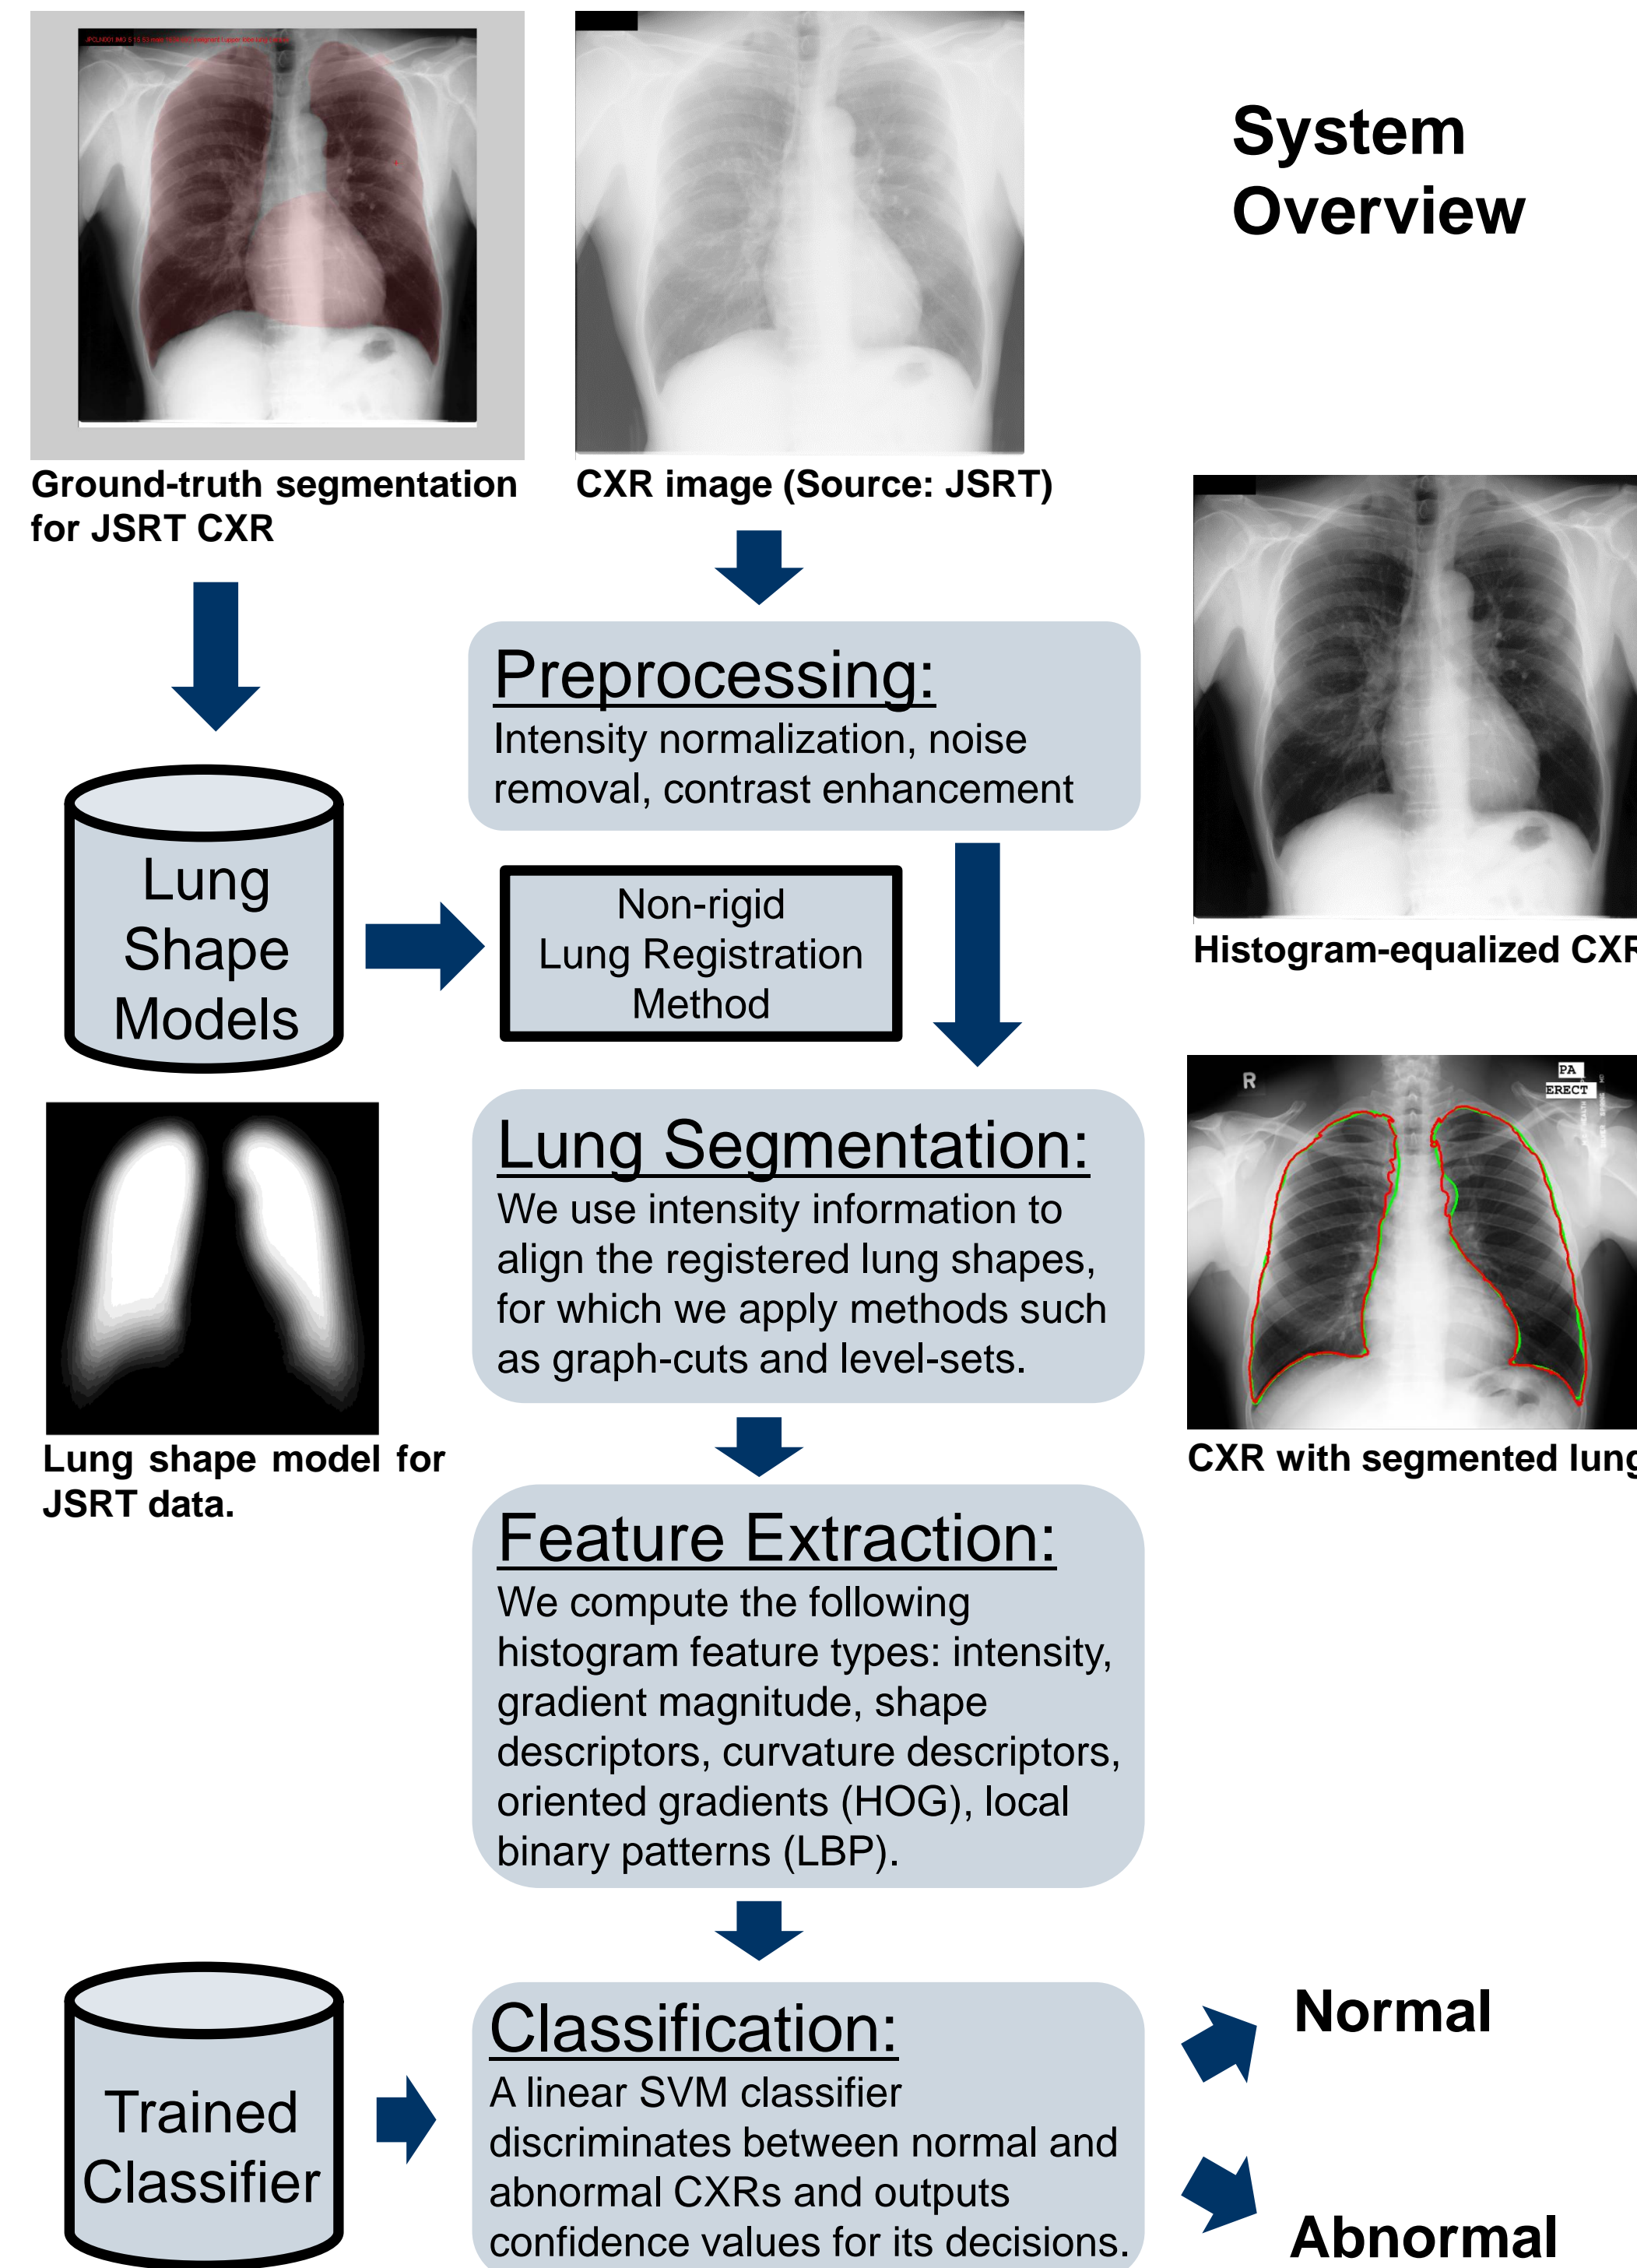 System
Overview
Ground-truth segmentation
for JSRT CXR
CXR image (Source: JSRT)
Preprocessing:
Intensity normalization, noise
removal, contrast enhancement
Histogram-equalized CXR
Lung
Shape
Models
Non-rigid
Lung Registration
Method
R
PA
ERECT
Lung Segmentation:
We use intensity information to
align the registered lung shapes,
for which we apply methods such
as graph-cuts and level-sets.
CXR with segmented lung
Lung shape model for
JSRT data.
Feature Extraction:
We compute the following
histogram feature types: intensity,
gradient magnitude, shape
descriptors, curvature descriptors,
oriented gradients (HOG), local
binary patterns (LBP).
Trained
Classifier
Classification:
A linear SVM classifier
discriminates between normal and
abnormal CXRs and outputs
confidence values for its decisions.
Normal
Abnormal